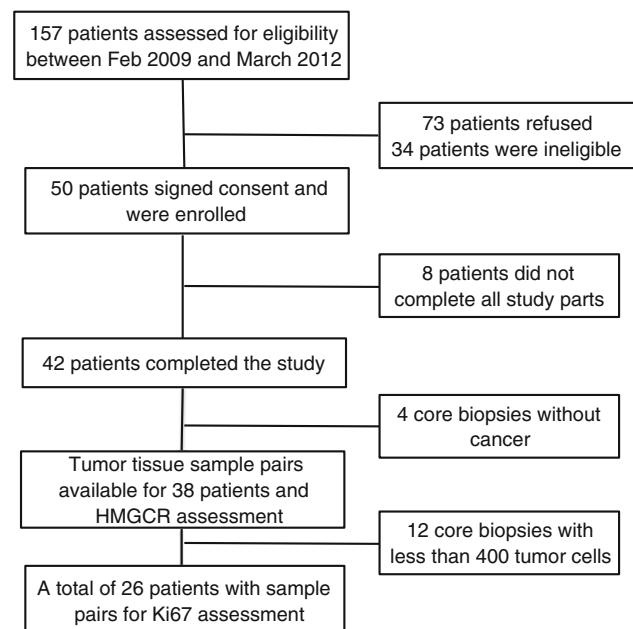 157 patients assessed for eligibility
between Feb 2009 and March 2012
73 patients refused
34 patients were ineligible
50 patients signed consent and
were enrolled
8 patients did not
complete all study parts
42 patients completed the study
4 core biopsies without
cancer
Tumor tissue sample pairs
available for 38 patients and
HMGCR assessment
12 core biopsies with
less than 400 tumor cells
A total of 26 patients with sample
pairs for Ki67 assessment